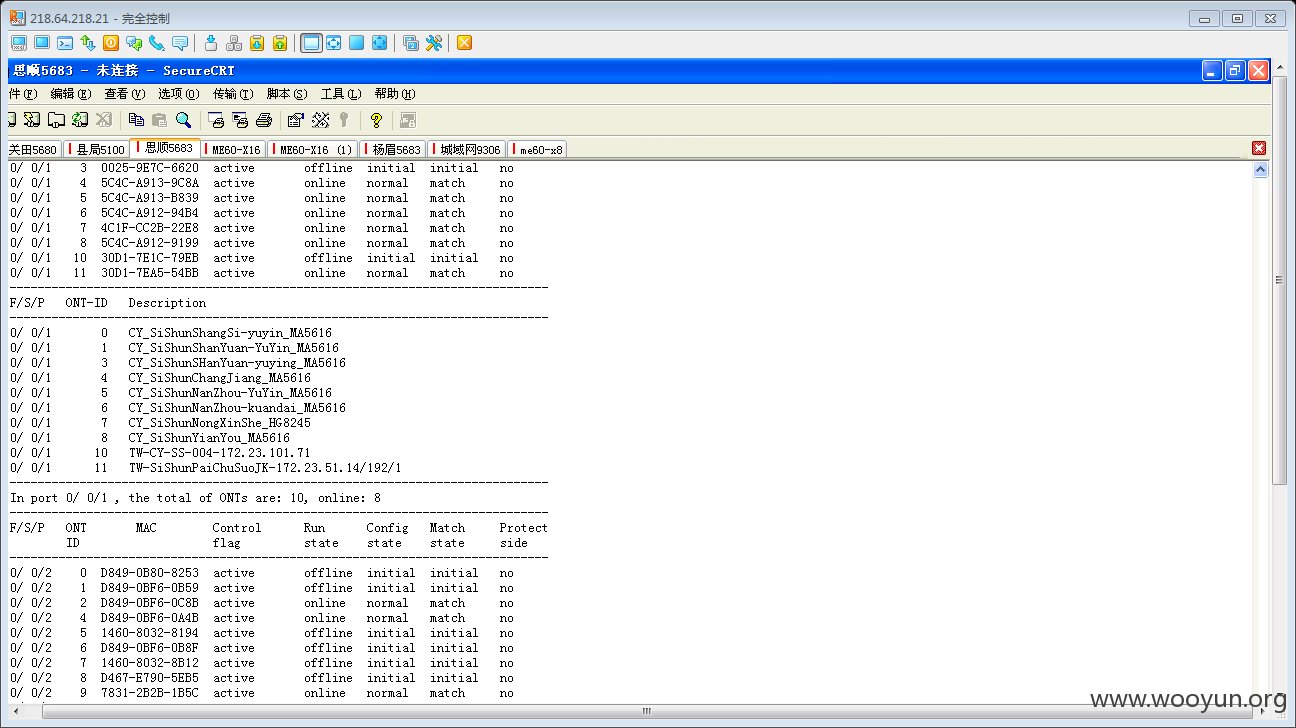 218.64.218.21 - 完全控制
思顺5683 - 未连接 - SecureCRT
件(F) 编辑(E) 查看(V) 选项(O) 传输(T) 脚本(S) 工具(L) 帮助(H)
关田5680 县局5100 思顺5683 ME60-X16 ME60-X16 (1) 杨眉5683 城域网9306 me60-x8
0/ 0/1 3 0025-9E7C-6620 active offline initial initial no
0/ 0/1 4 5C4C-A913-9C8A active online normal match no
0/ 0/1 5 5C4C-A913-B839 active online normal match no
0/ 0/1 6 5C4C-A912-94B4 active online normal match no
0/ 0/1 7 4C1F-CC2B-22E8 active online normal match no
0/ 0/1 8 5C4C-A912-9199 active online normal match no
0/ 0/1 10 30D1-7E1C-79EB active offline initial initial no
0/ 0/1 11 30D1-7EA5-54BB active online normal match no
F/S/P ONT-ID Description
0/ 0/1 0 CY_SiShunShangSi-yuyin_MA5616
0/ 0/1 1 CY_SiShunShanYuan-YuYin_MA5616
0/ 0/1 3 CY_SiShunSHanYuan-yuying_MA5616
0/ 0/1 4 CY_SiShunChangJiang_MA5616
0/ 0/1 5 CY_SiShunNanZhou-YuYin_MA5616
0/ 0/1 6 CY_SiShunNanZhou-kuandai_MA5616
0/ 0/1 7 CY_SiShunNongXinShe_HG8245
0/ 0/1 8 CY_SiShunYianYou_MA5616
0/ 0/1 10 TW-CY-SS-004-172.23.101.71
0/ 0/1 11 TW-SiShunPaiChuSuoJK-172.23.51.14/192/1
In port 0/ 0/1 , the total of ONTs are: 10, online: 8
F/S/P ONT MAC Control Run Config Match Protect
ID flag state state state side
0/ 0/2 0 D849-0B80-8253 active offline initial initial no
0/ 0/2 1 D849-0BF6-0B59 active offline initial initial no
0/ 0/2 2 D849-0BF6-0C8B active online normal match no
0/ 0/2 4 D849-0BF6-0A4B active online normal match no
0/ 0/2 5 1460-8032-8194 active offline initial initial no
0/ 0/2 6 D849-0BF6-0B8F active offline initial initial no
0/ 0/2 7 1460-8032-8B12 active offline initial initial no
0/ 0/2 8 D467-E790-5EB5 active offline initial initial no
0/ 0/2 9 7831-2B2B-1B5C active online normal match no
www.wooyun.org